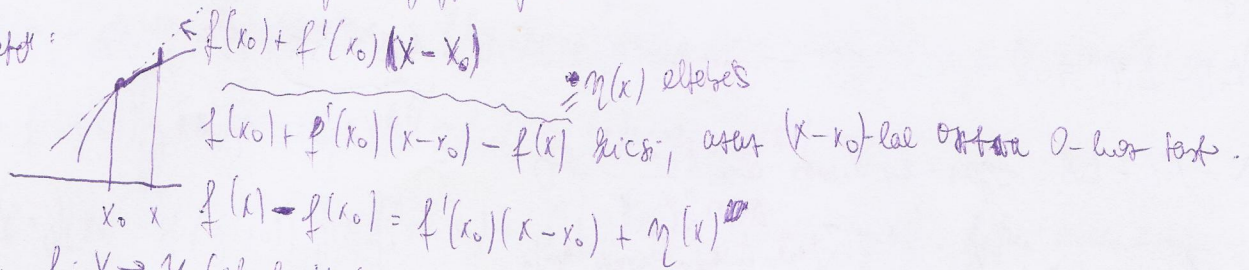 f(x₀) + f'(x₀)(x - x₀)
= η(x) eltérés
f(x₀) + f'(x₀)(x-x₀) - f(x) kicsi, azaz (x-x₀)-lal osztva 0-hoz tart.
x₀ x
f(x) - f(x₀) = f'(x₀)(x-x₀) + η(x)